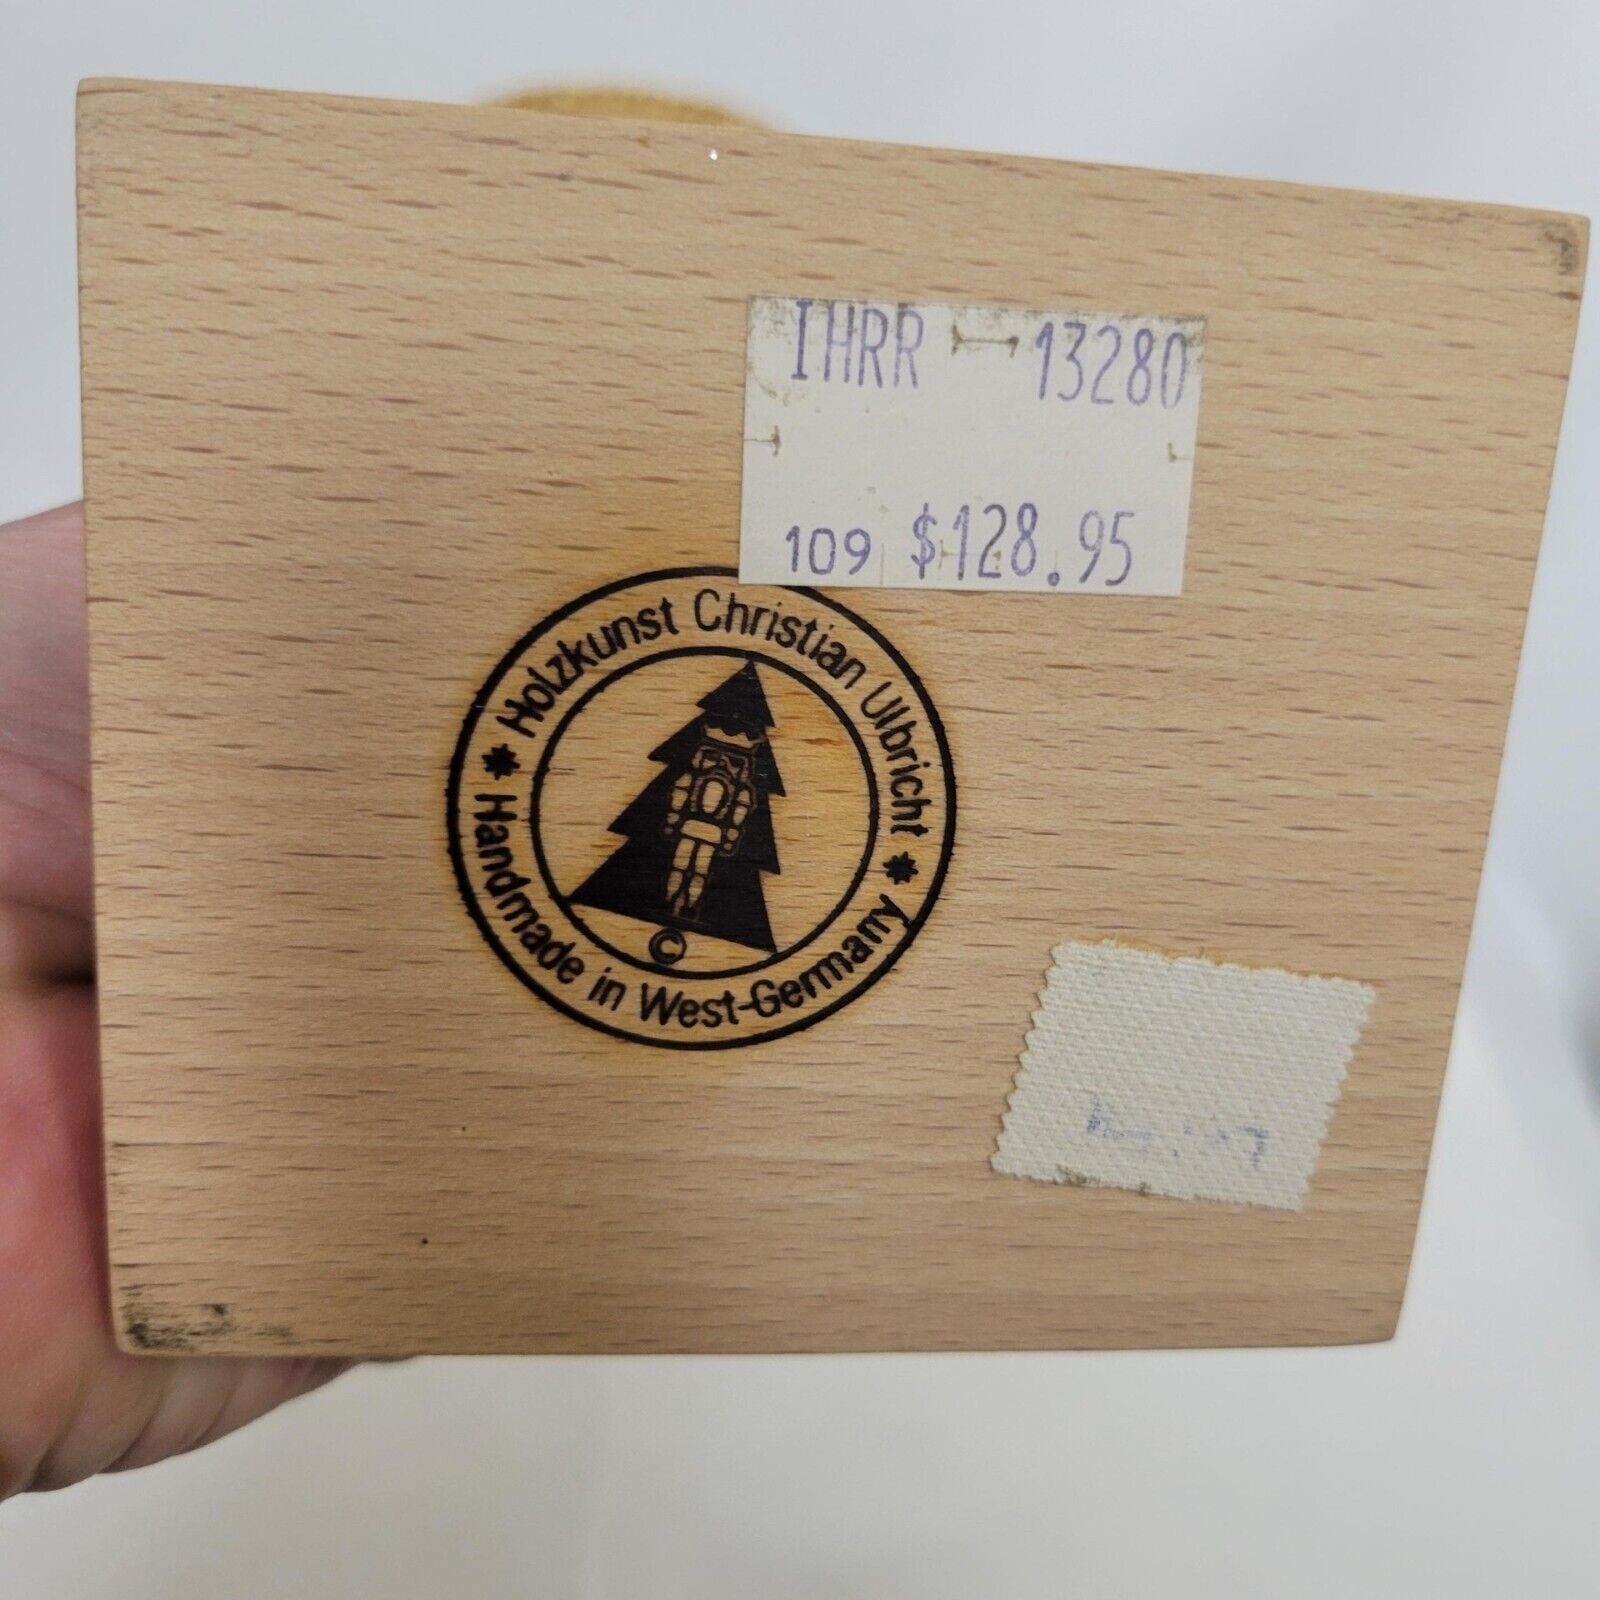 IHRR 13280
109 $128.95
* Holzkunst Christian Ulbricht *
Handmade in West-Germany
©